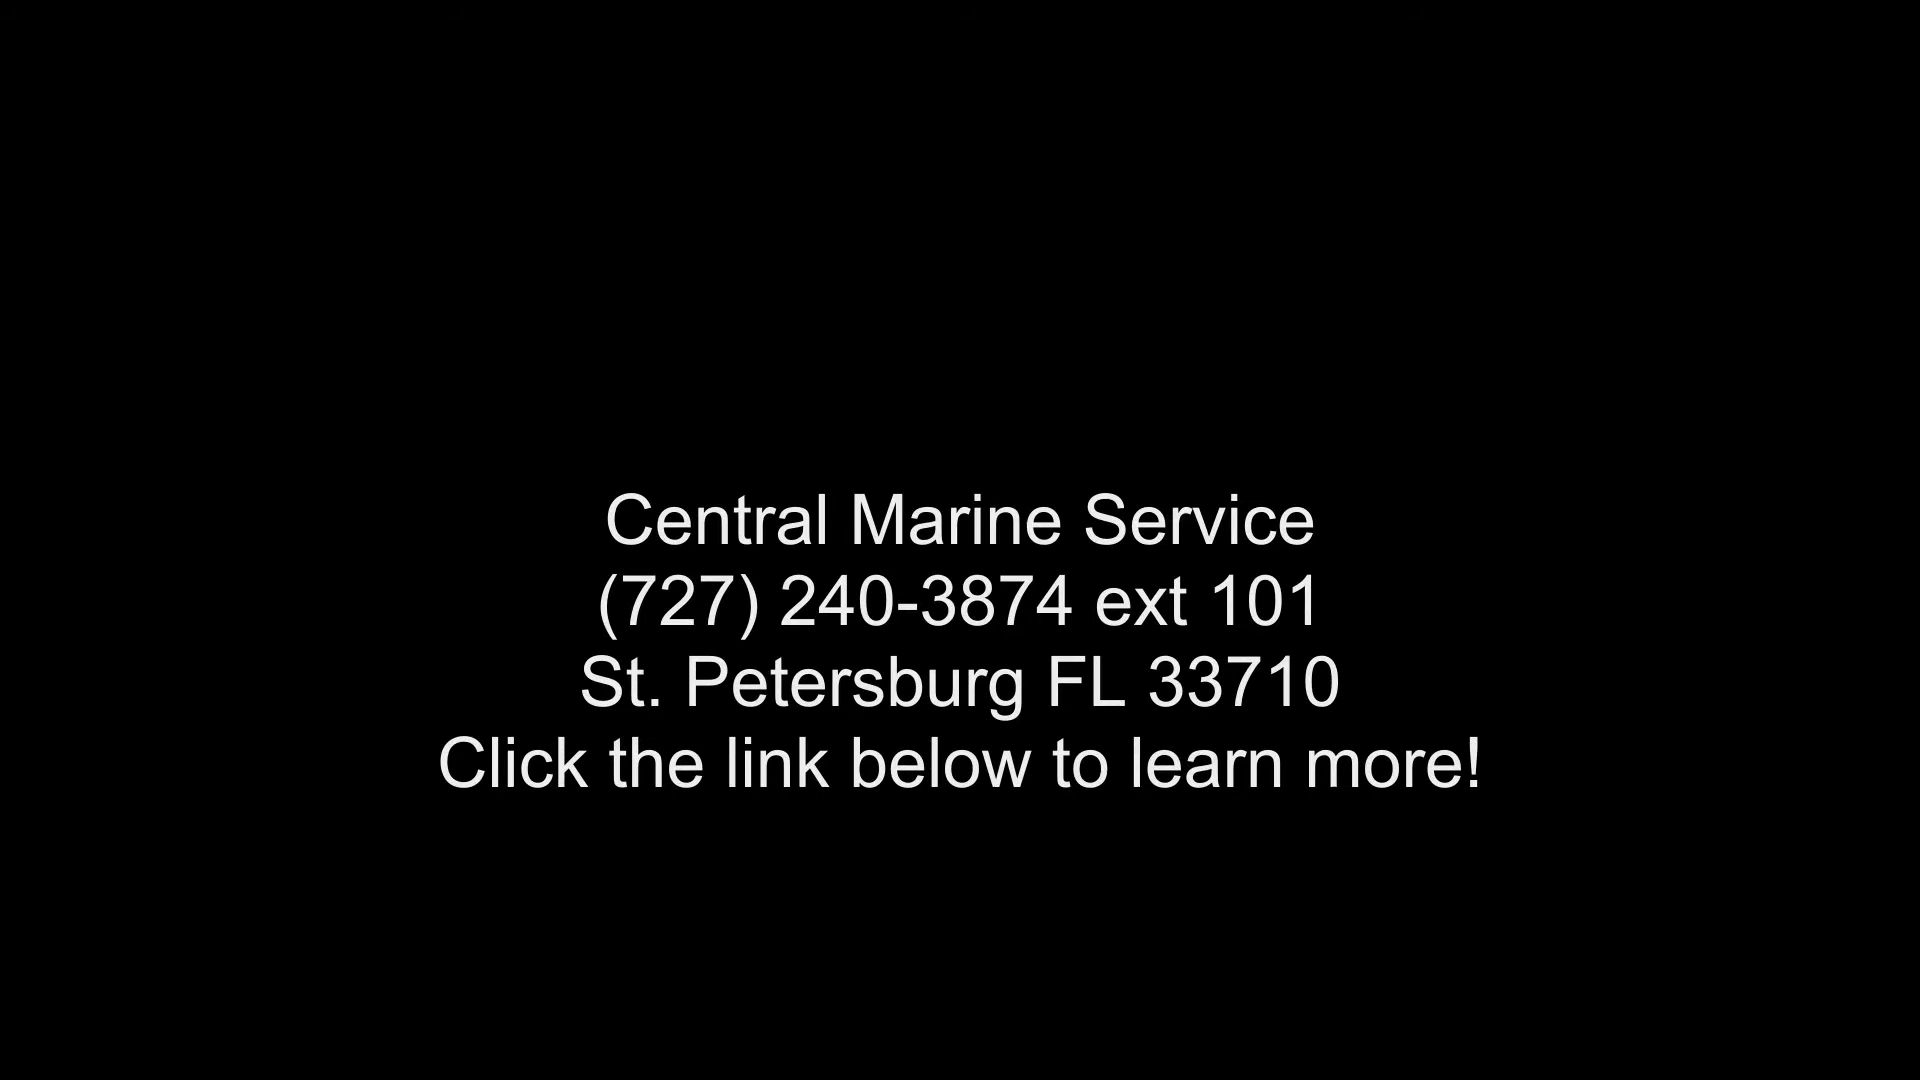 Central Marine Service
(727) 240-3874 ext 101
St. Petersburg FL 33710
Click the link below to learn more!